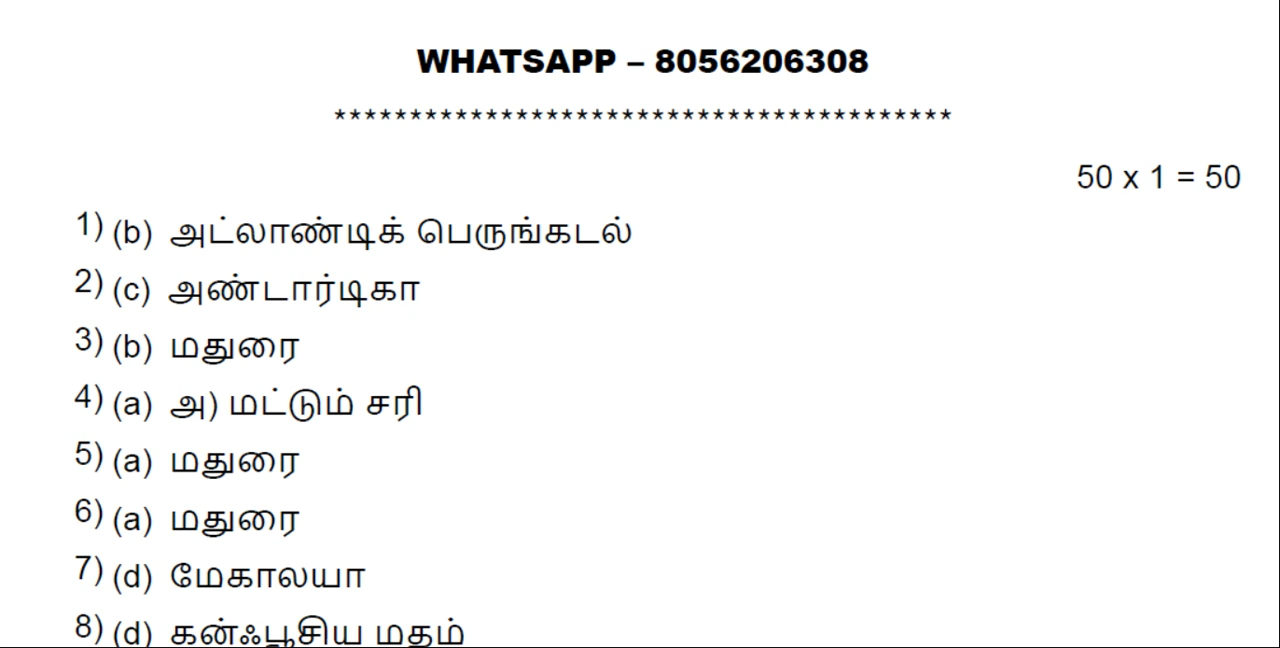 WHATSAPP – 8056206308
*****************************************
50 x 1 = 50
1) (b) அட்லாண்டிக் பெருங்கடல்
2) (c) அண்டார்டிகா
3) (b) மதுரை
4) (a) அ) மட்டும் சரி
5) (a) மதுரை
6) (a) மதுரை
7) (d) மேகாலயா
8) (d) கன்ஃபூசிய மதம்